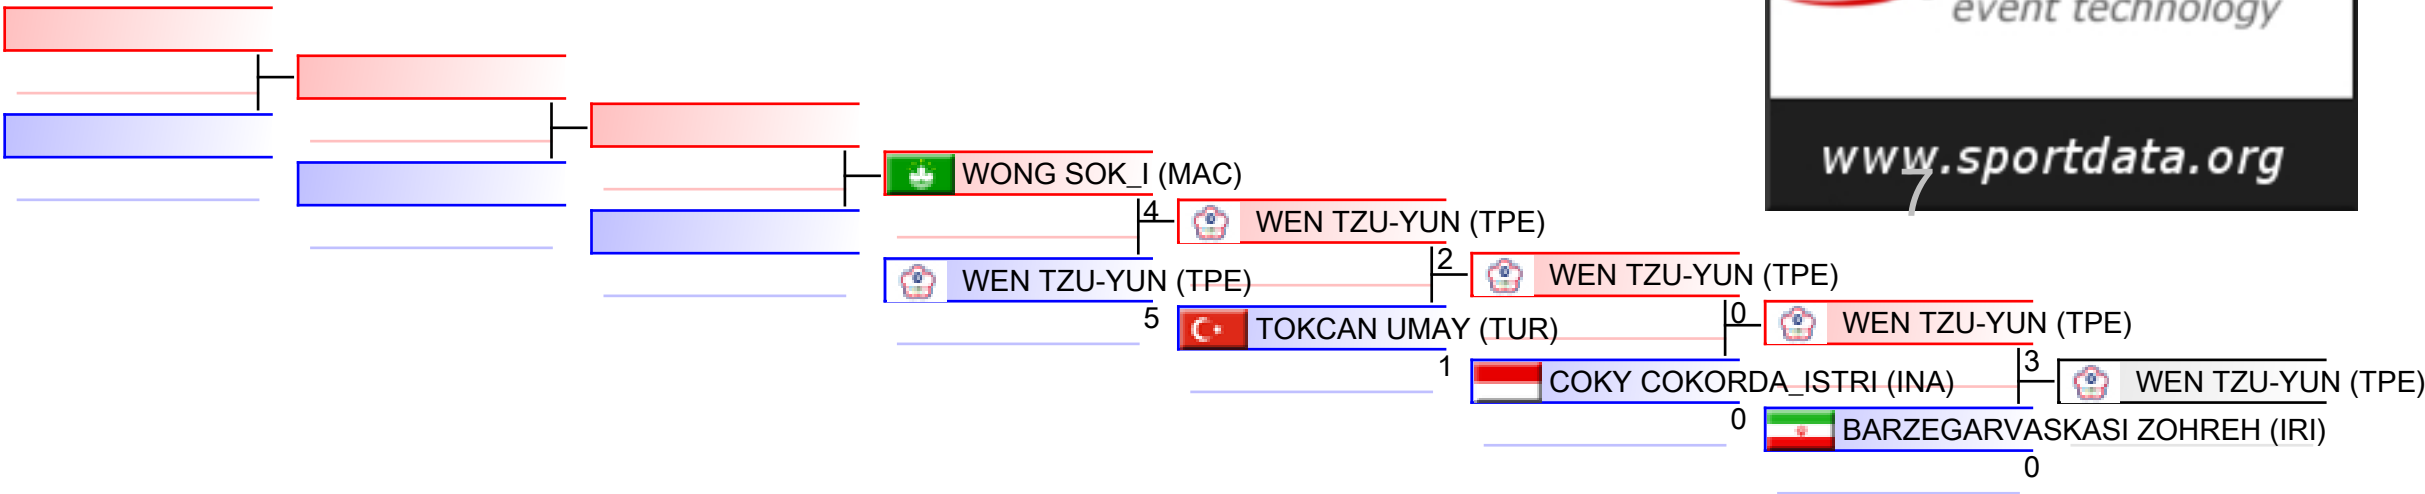 event technology
www.sportdata.org
7
WONG SOK_I (MAC)
4
WEN TZU-YUN (TPE)
WEN TZU-YUN (TPE)
5
2
WEN TZU-YUN (TPE)
TOKCAN UMAY (TUR)
1
0
WEN TZU-YUN (TPE)
COKY COKORDA_ISTRI (INA)
0
3
WEN TZU-YUN (TPE)
BARZEGARVASKASI ZOHREH (IRI)
0